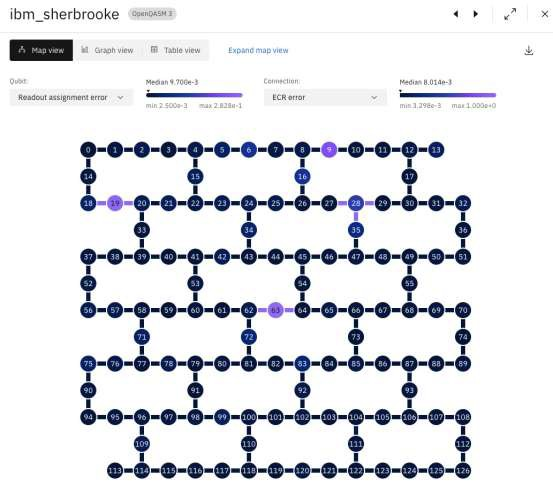 ibm_sherbrooke OpenQASM 3
Map view Graph view Table view Expand map view
Qubit: Median 9.700e-3 Connection: Median 8.014e-3
Readout assignment error ECR error
min 2.500e-3 max 2.828e-1 min 3.298e-3 max 1.000e+0
0 1 2 3 4 5 6 7 8 9 10 11 12 13
14 15 16 17
18 19 20 21 22 23 24 25 26 27 28 29 30 31 32
33 34 35 36
37 38 39 40 41 42 43 44 45 46 47 48 49 50 51
52 53 54 55
56 57 58 59 60 61 62 63 64 65 66 67 68 69 70
71 72 73 74
75 76 77 78 79 80 81 82 83 84 85 86 87 88 89
90 91 92 93
94 95 96 97 98 99 100 101 102 103 104 105 106 107 108
109 110 111 112
113 114 115 116 117 118 119 120 121 122 123 124 125 126